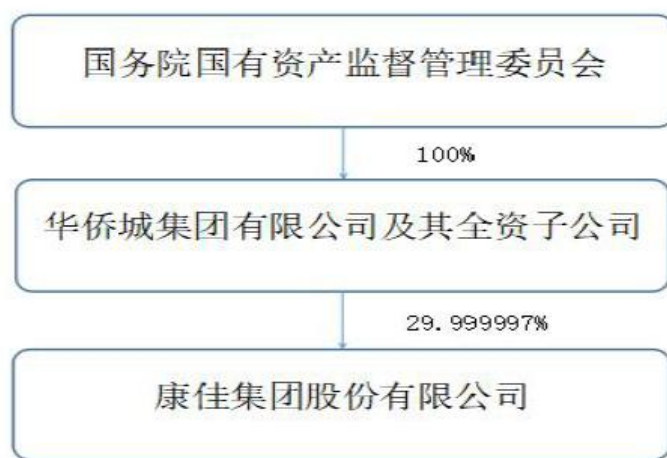 国务院国有资产监督管理委员会
100%
华侨城集团有限公司及其全资子公司
29.999997%
康佳集团股份有限公司